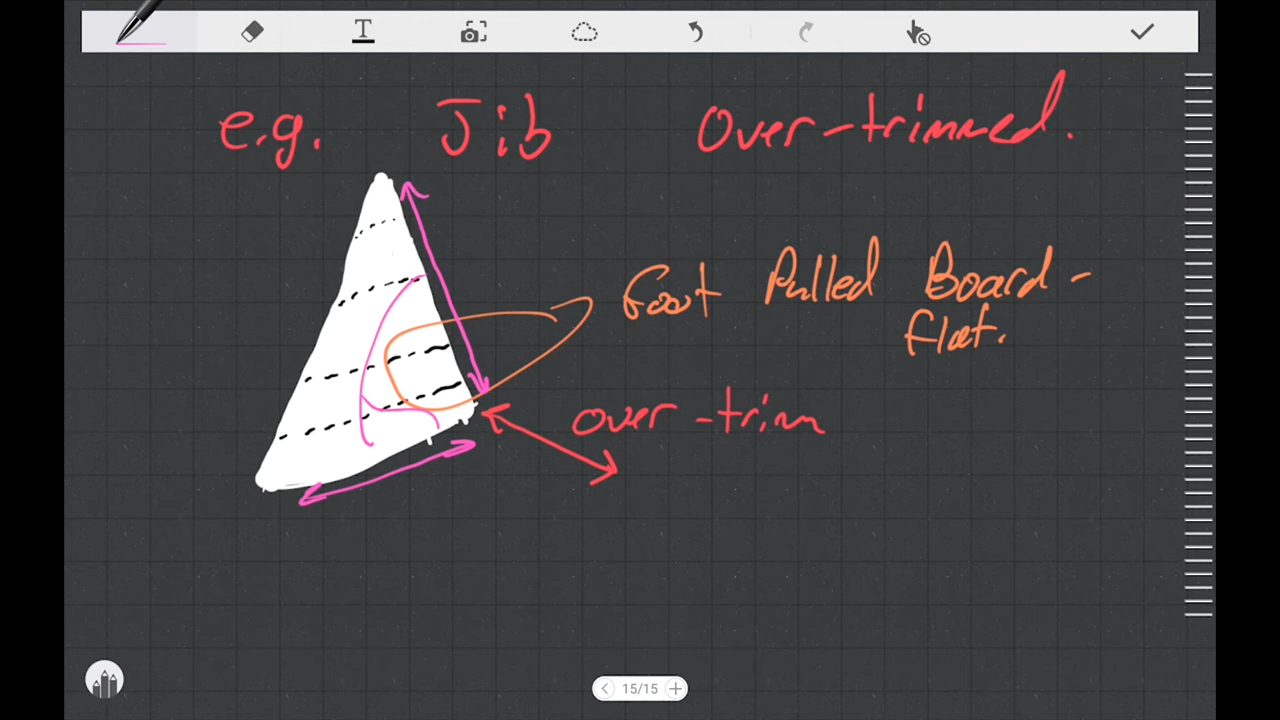 T
e.g. Jib Over-trimmed.
Foot Pulled Board-
flat.
over-trim
15/15